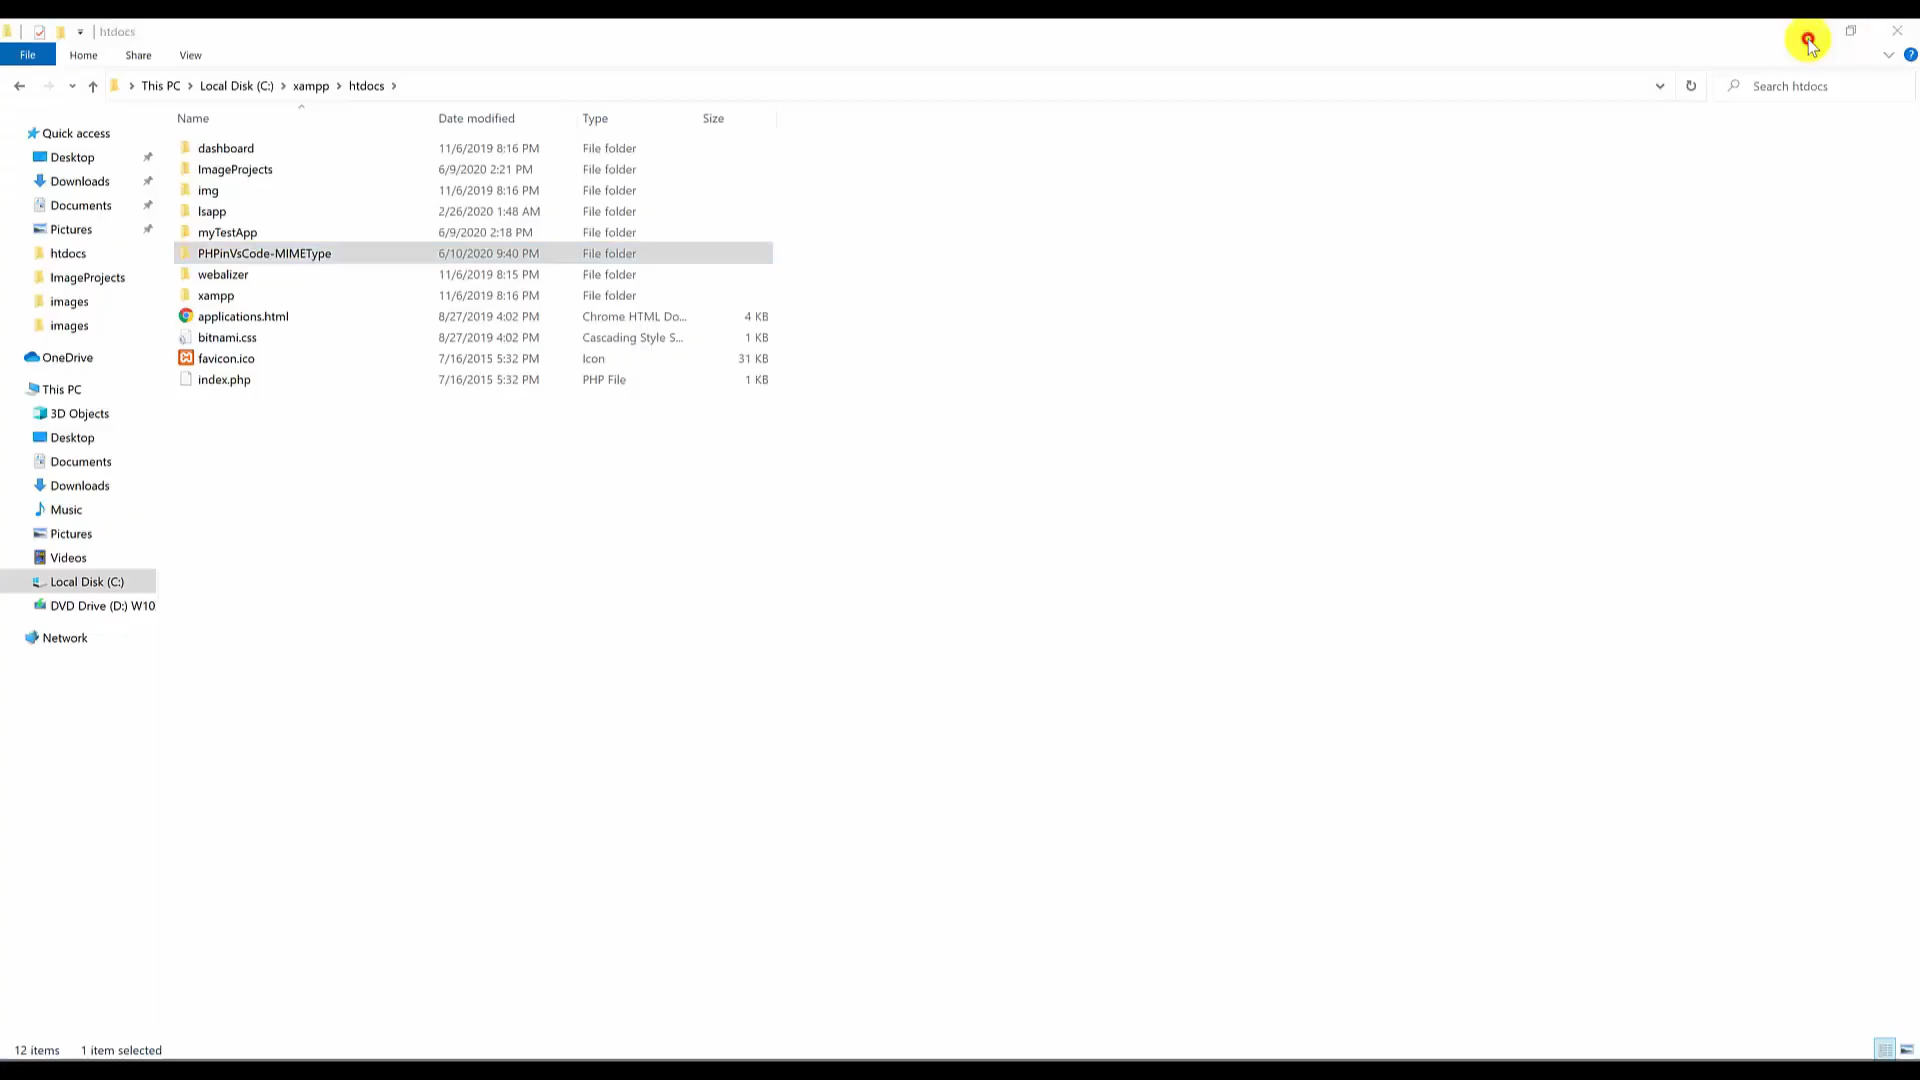 htdocs
File Home Share View
This PC Local Disk (C:) xampp htdocs Search htdocs
Name Date modified Type Size
Quick access
Desktop
Downloads
Documents
Pictures
htdocs
ImageProjects
images
images
OneDrive
This PC
3D Objects
Desktop
Documents
Downloads
Music
Pictures
Videos
Local Disk (C:)
DVD Drive (D:) W10
Network
dashboard 11/6/2019 8:16 PM File folder
ImageProjects 6/9/2020 2:21 PM File folder
img 11/6/2019 8:16 PM File folder
lsapp 2/26/2020 1:48 AM File folder
myTestApp 6/9/2020 2:18 PM File folder
PHPinVsCode-MIMEType 6/10/2020 9:40 PM File folder
webalizer 11/6/2019 8:15 PM File folder
xampp 11/6/2019 8:16 PM File folder
applications.html 8/27/2019 4:02 PM Chrome HTML Do... 4 KB
bitnami.css 8/27/2019 4:02 PM Cascading Style S... 1 KB
favicon.ico 7/16/2015 5:32 PM Icon 31 KB
index.php 7/16/2015 5:32 PM PHP File 1 KB
12 items 1 item selected